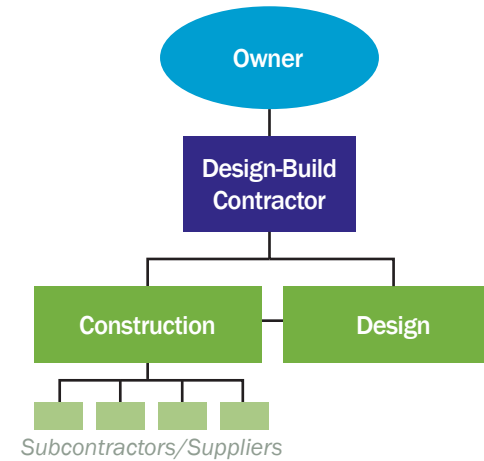 Owner
Design-Build
Contractor
Construction
Design
Subcontractors/Suppliers